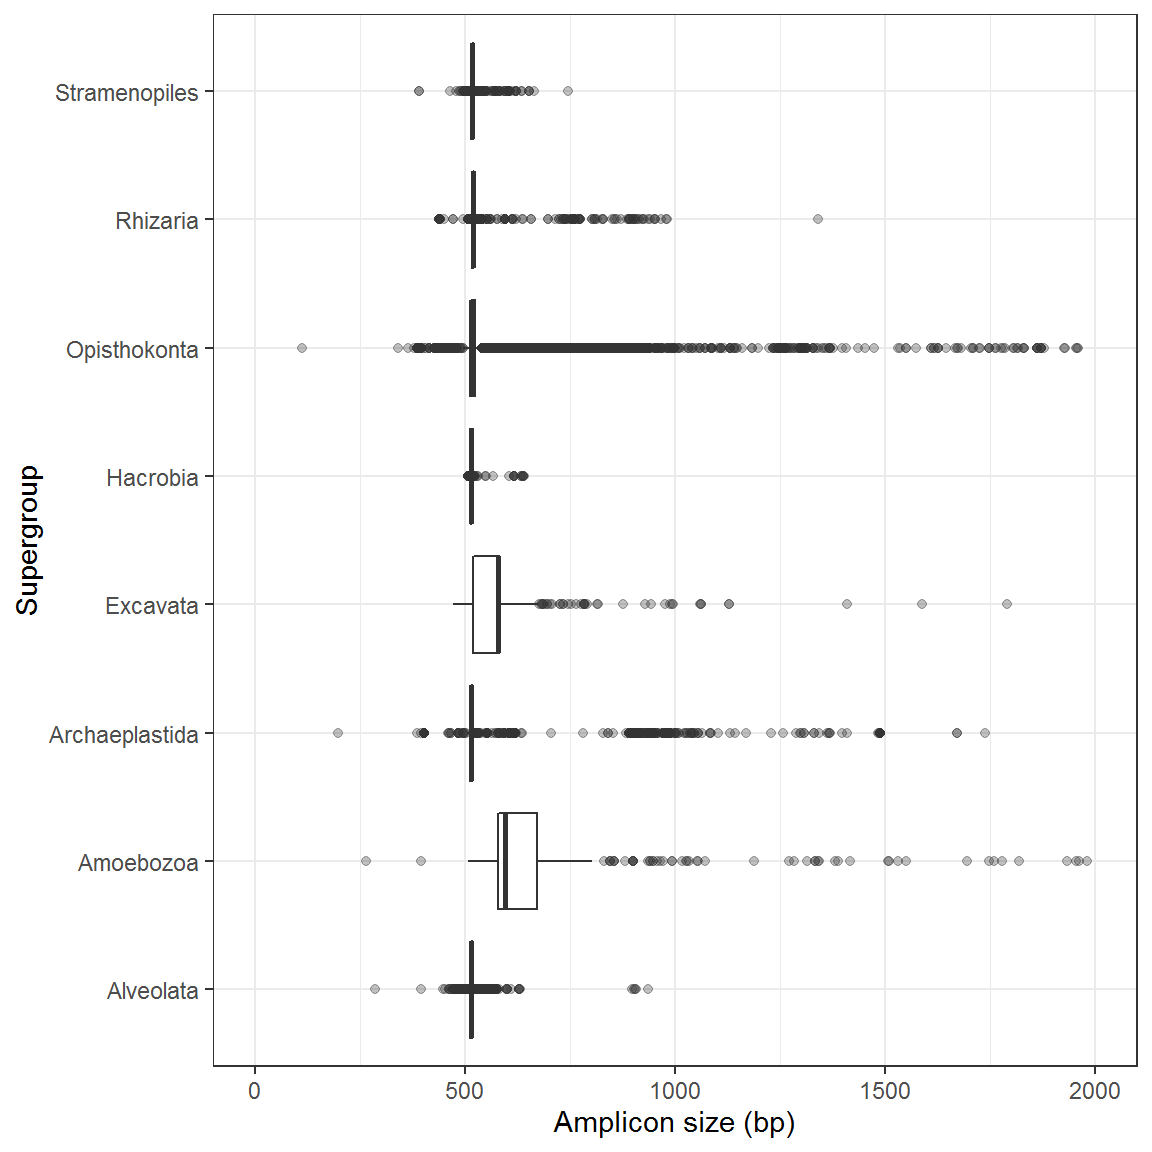 Supergroup
Stramenopiles
Rhizaria
Opisthokonta
Hacrobia
Excavata
Archaeplastida
Amoebozoa
Alveolata
0 500 1000 1500 2000
Amplicon size (bp)